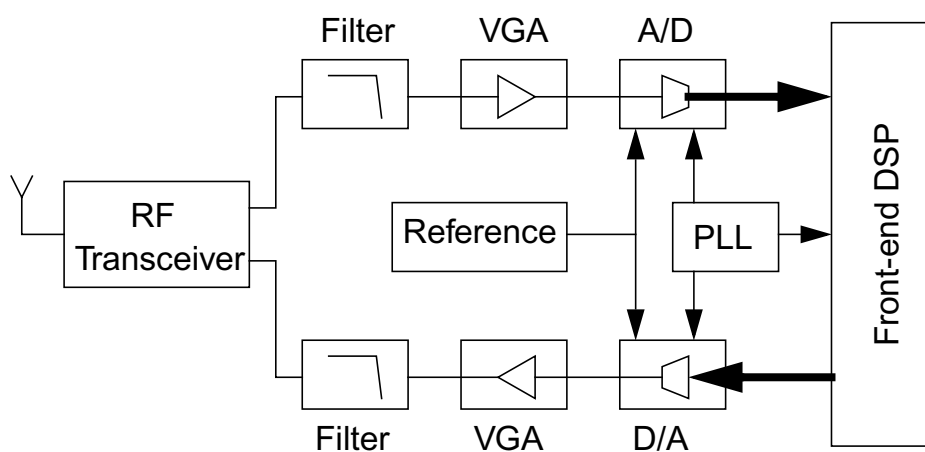 Filter
VGA
A/D
RF
Transceiver
Reference
PLL
Front-end DSP
Filter
VGA
D/A